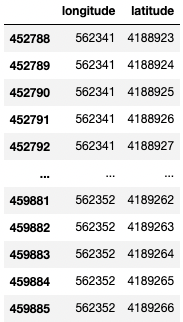 longitude latitude
452788 562341 4188923
452789 562341 4188924
452790 562341 4188925
452791 562341 4188926
452792 562341 4188927
... ... ...
459881 562352 4189262
459882 562352 4189263
459883 562352 4189264
459884 562352 4189265
459885 562352 4189266